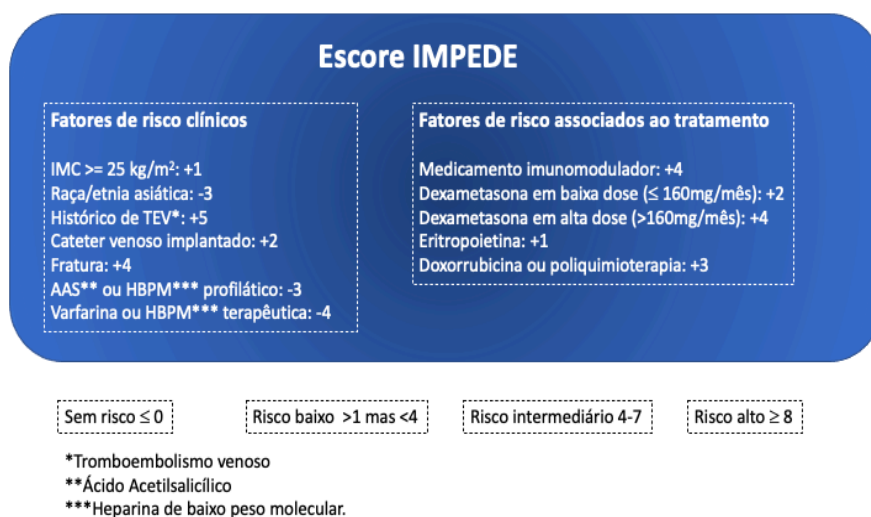 Escore IMPEDE
Fatores de risco clínicos
IMC >= 25 kg/m²: +1
Raça/etnia asiática: -3
Histórico de TEV*: +5
Cateter venoso implantado: +2
Fratura: +4
AAS** ou HBPM*** profilático: -3
Varfarina ou HBPM*** terapêutica: -4
Fatores de risco associados ao tratamento
Medicamento imunomodulador: +4
Dexametasona em baixa dose (≤ 160mg/mês): +2
Dexametasona em alta dose (>160mg/mês): +4
Eritropoietina: +1
Doxorrubicina ou poliquimioterapia: +3
Sem risco ≤ 0
Risco baixo >1 mas <4
Risco intermediário 4-7
Risco alto ≥ 8
*Tromboembolismo venoso
**Ácido Acetilsalicílico
***Heparina de baixo peso molecular.